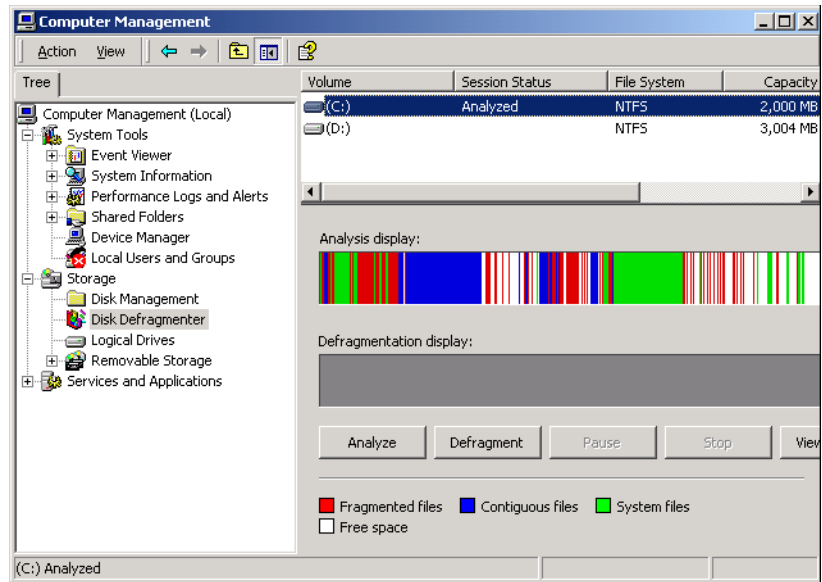 Computer Management
Action View
Tree
Computer Management (Local)
System Tools
Event Viewer
System Information
Performance Logs and Alerts
Shared Folders
Device Manager
Local Users and Groups
Storage
Disk Management
Disk Defragmenter
Logical Drives
Removable Storage
Services and Applications
Volume Session Status File System Capacity
(C:) Analyzed NTFS 2,000 MB
(D:) NTFS 3,004 MB
Analysis display:
Defragmentation display:
Analyze Defragment Pause Stop View
Fragmented files Contiguous files System files
Free space
(C:) Analyzed